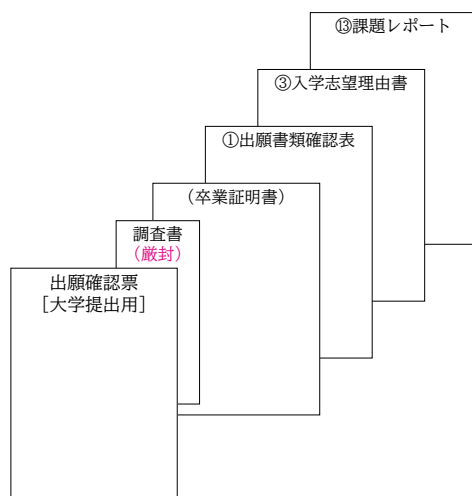 ⑬課題レポート
③入学志望理由書
①出願書類確認表
（卒業証明書）
調査書
（厳封）
出願確認票
［大学提出用］